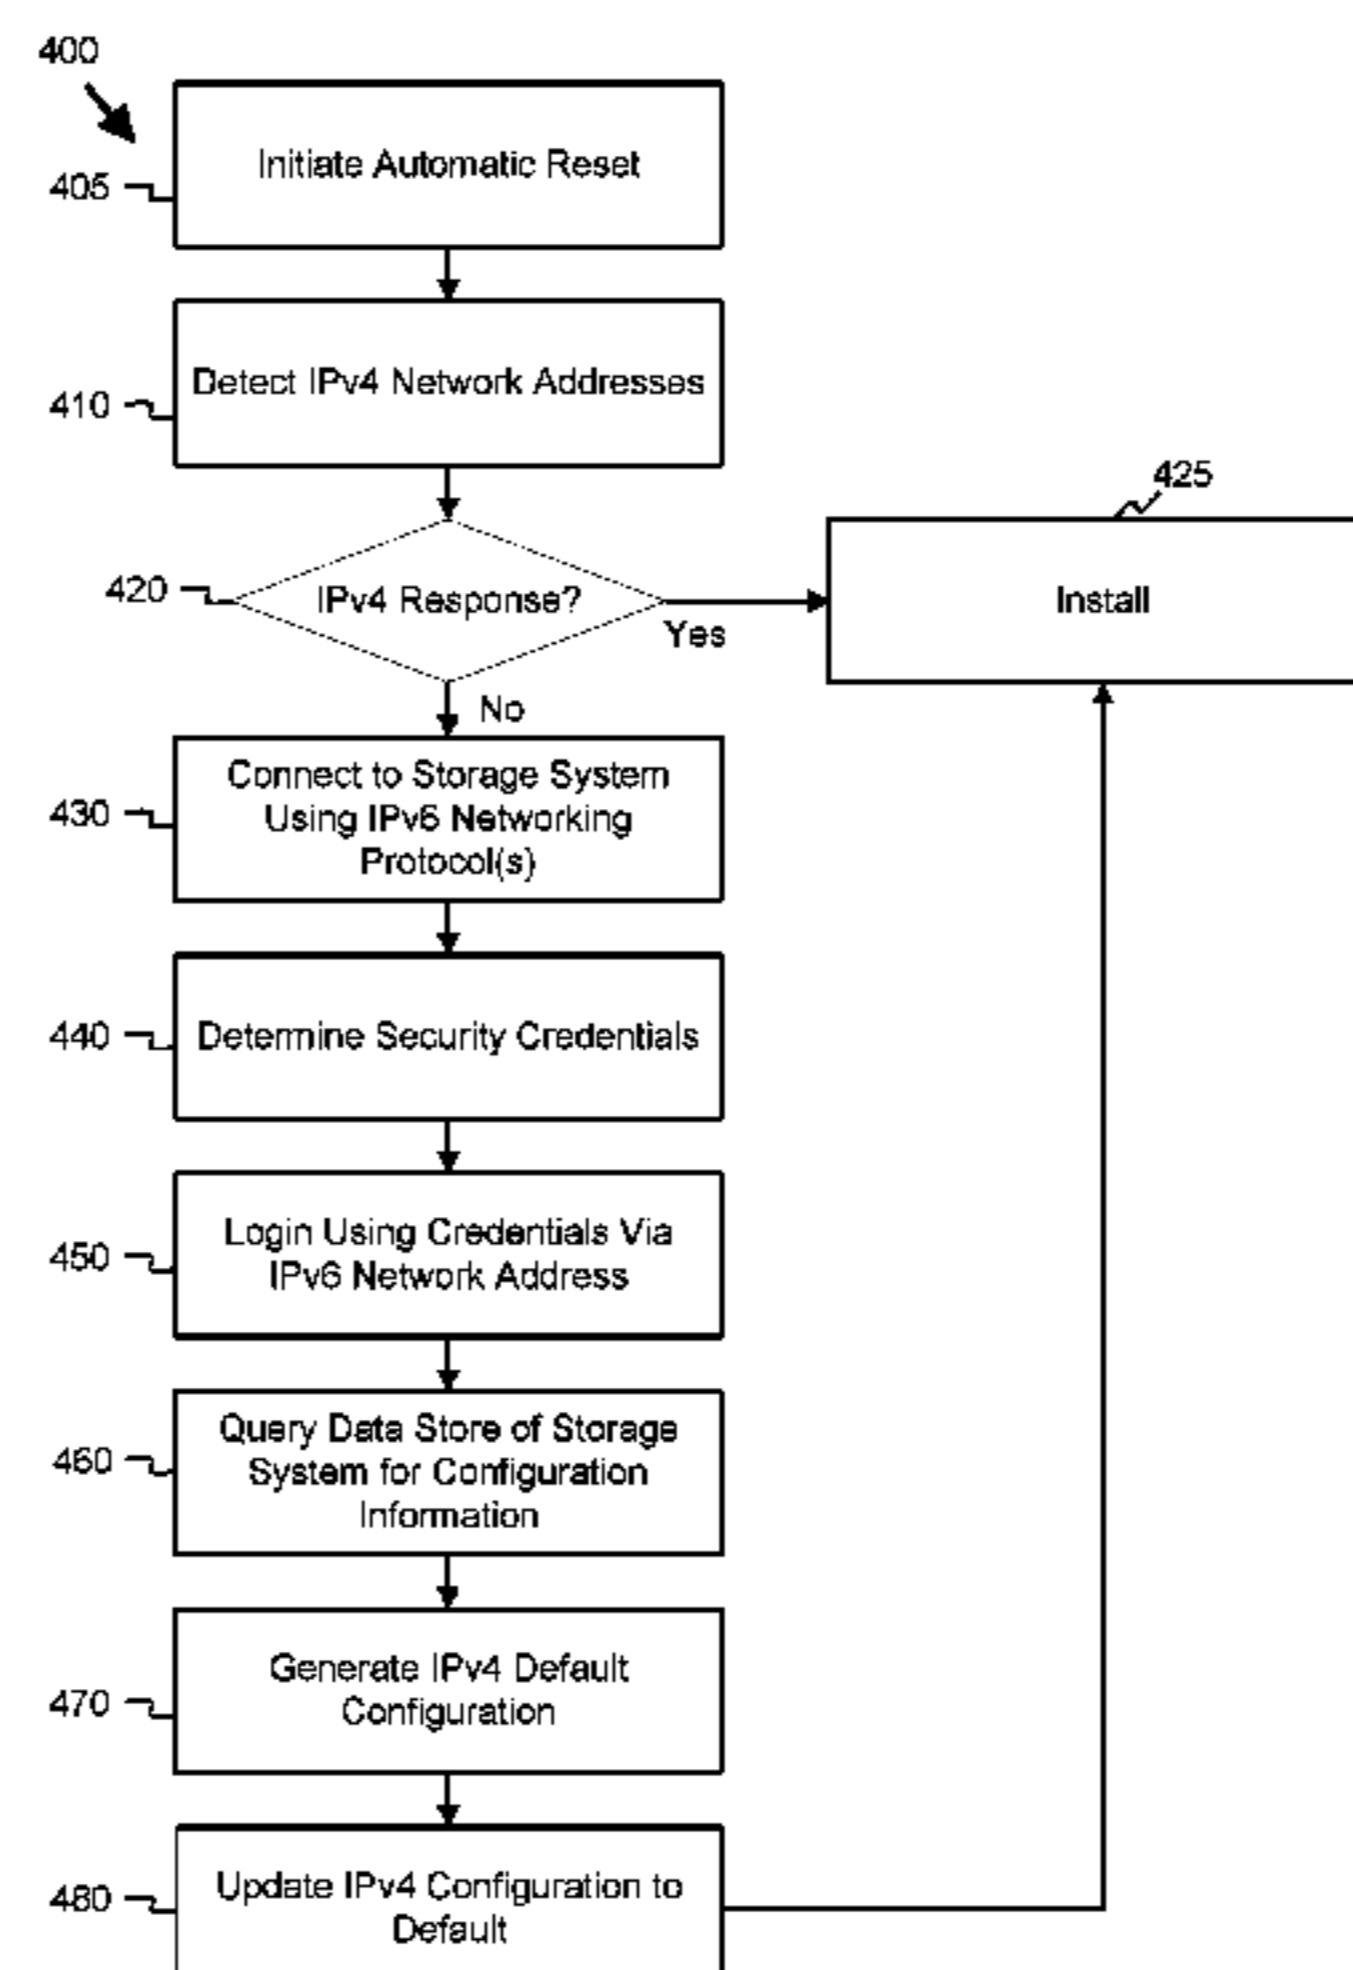 400
Initiate Automatic Reset
405
Detect IPv4 Network Addresses
410
425
420
IPv4 Response?
Yes
Install
No
Connect to Storage System
Using IPv6 Networking
Protocol(s)
430
Determine Security Credentials
440
Login Using Credentials Via
IPv6 Network Address
450
Query Data Store of Storage
System for Configuration
Information
460
Generate IPv4 Default
Configuration
470
Update IPv4 Configuration to
Default
480